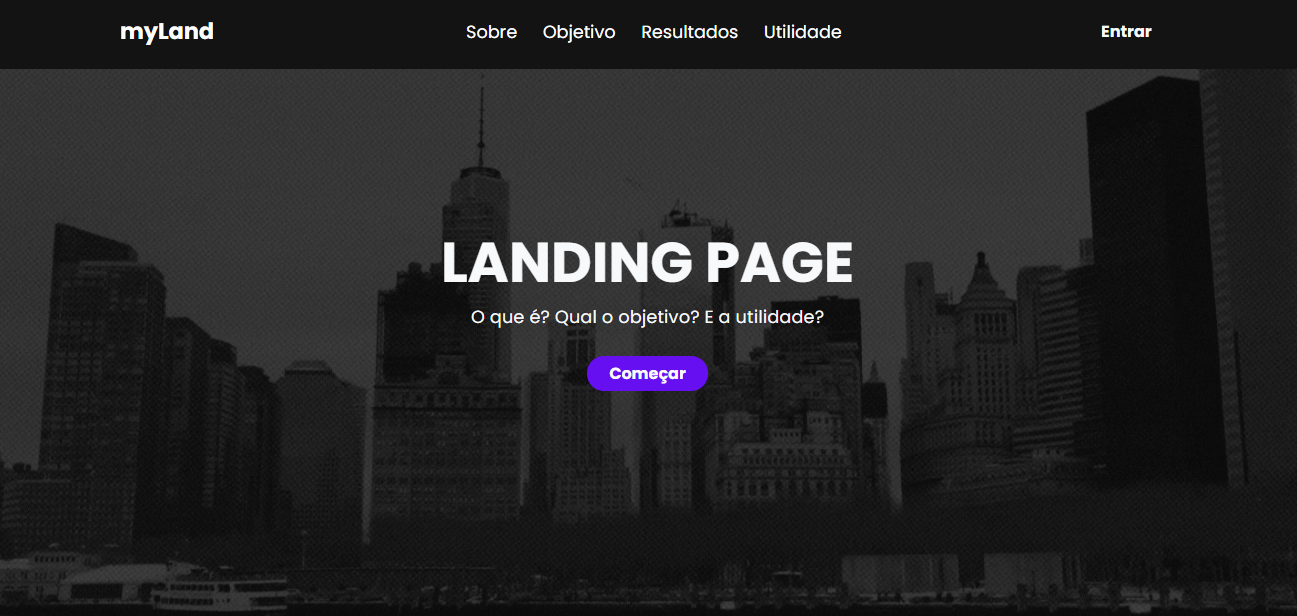 myLand
Sobre Objetivo Resultados Utilidade
Entrar
LANDING PAGE
O que é? Qual o objetivo? E a utilidade?
Começar